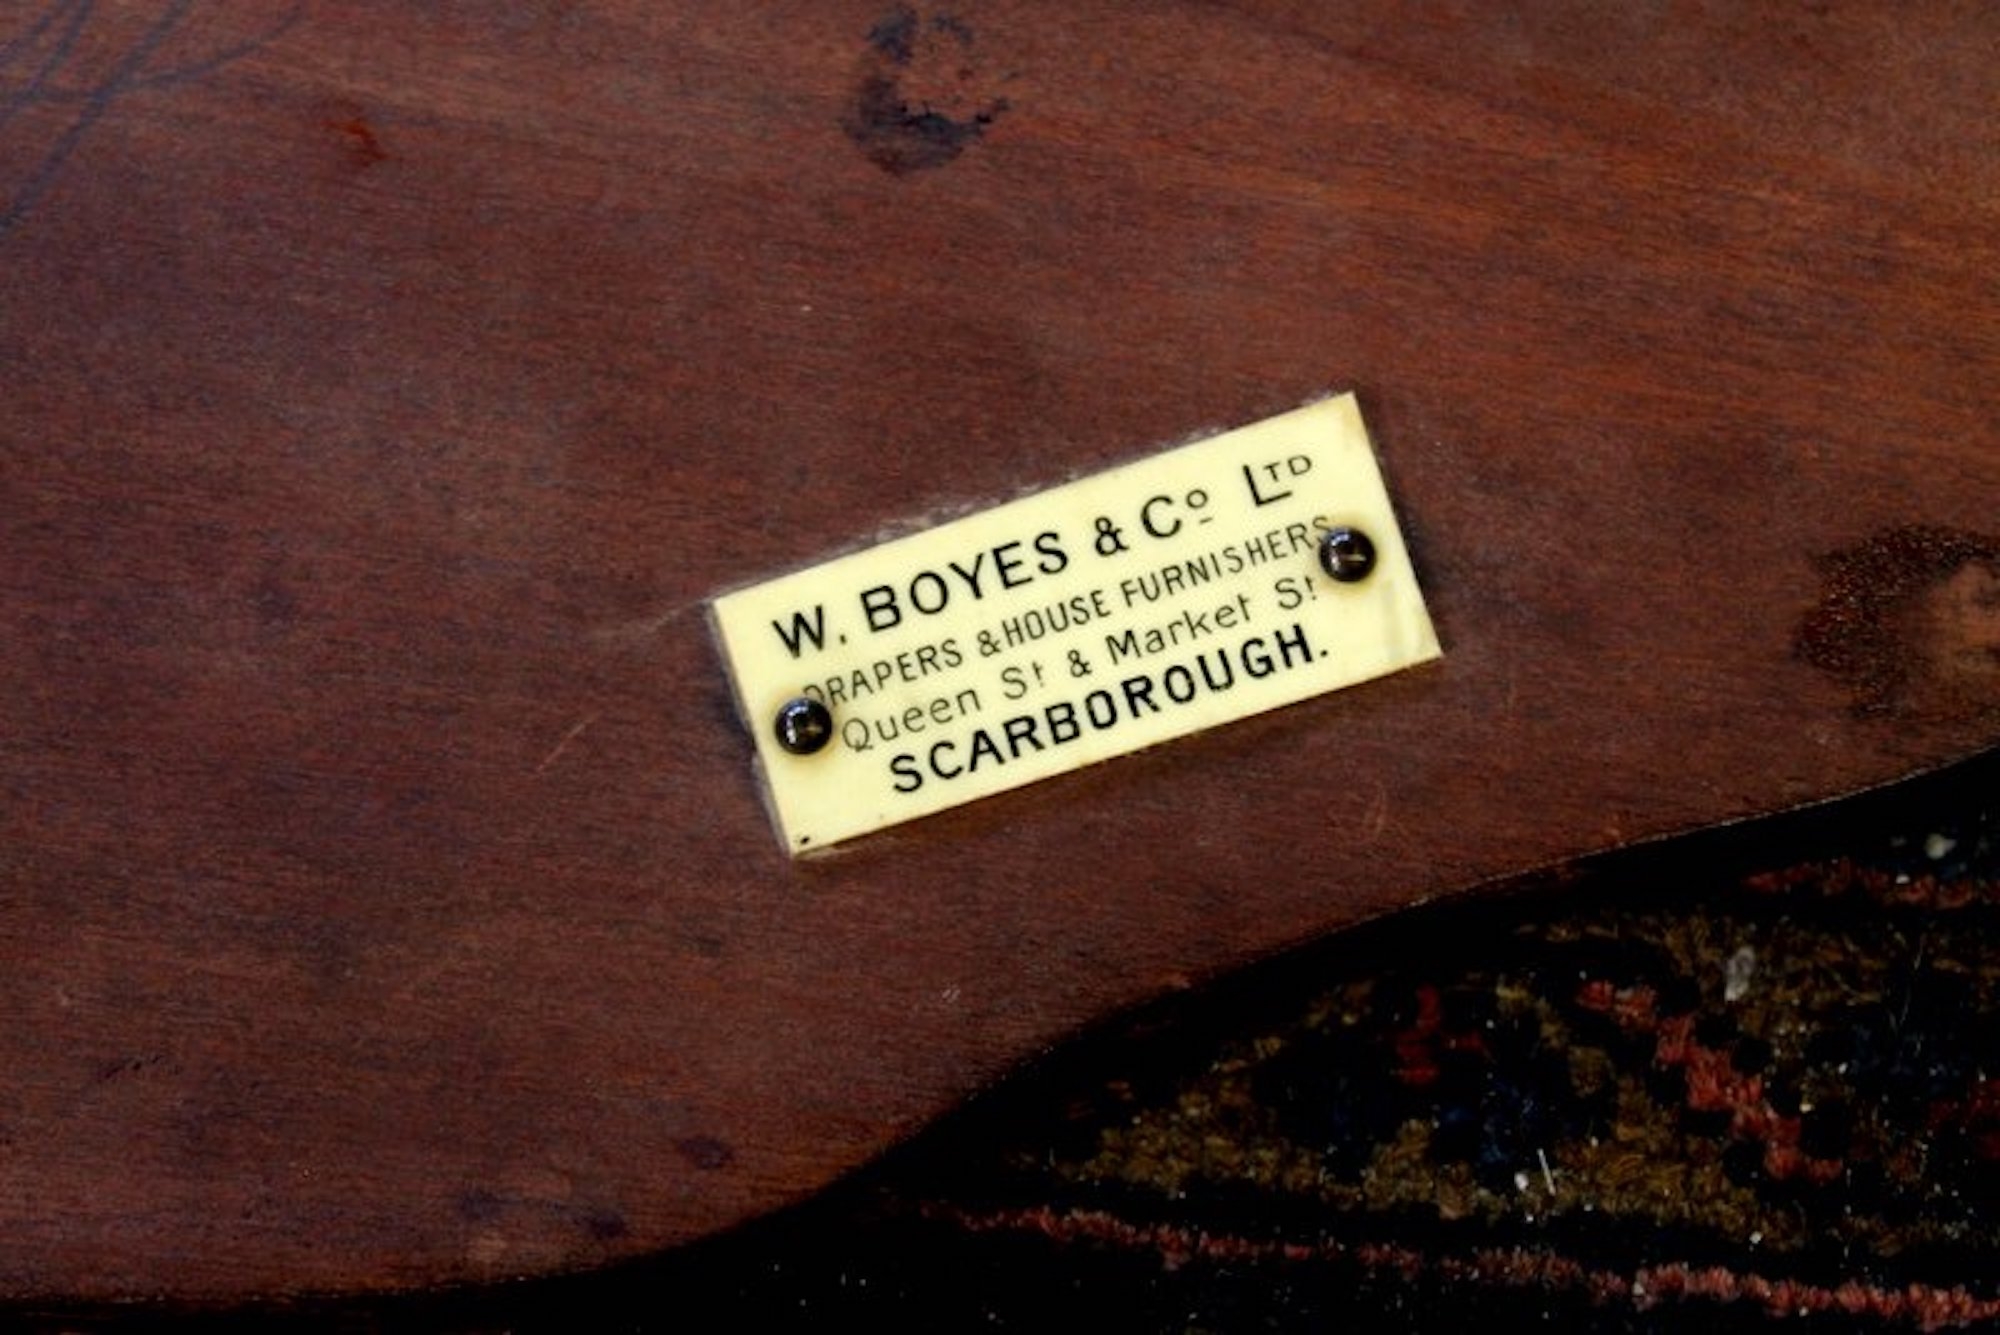 W. BOYES & Co LTD
DRAPERS & HOUSE FURNISHERS
Queen St & Market St
SCARBOROUGH.